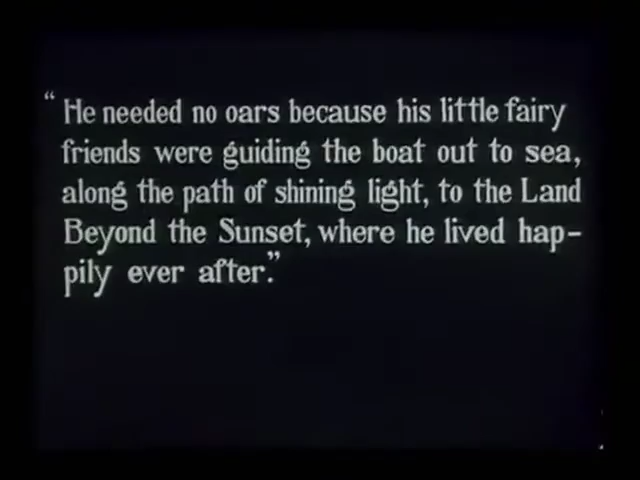 “He needed no oars because his little fairy
friends were guiding the boat out to sea,
along the path of shining light, to the Land
Beyond the Sunset, where he lived hap-
pily ever after.”